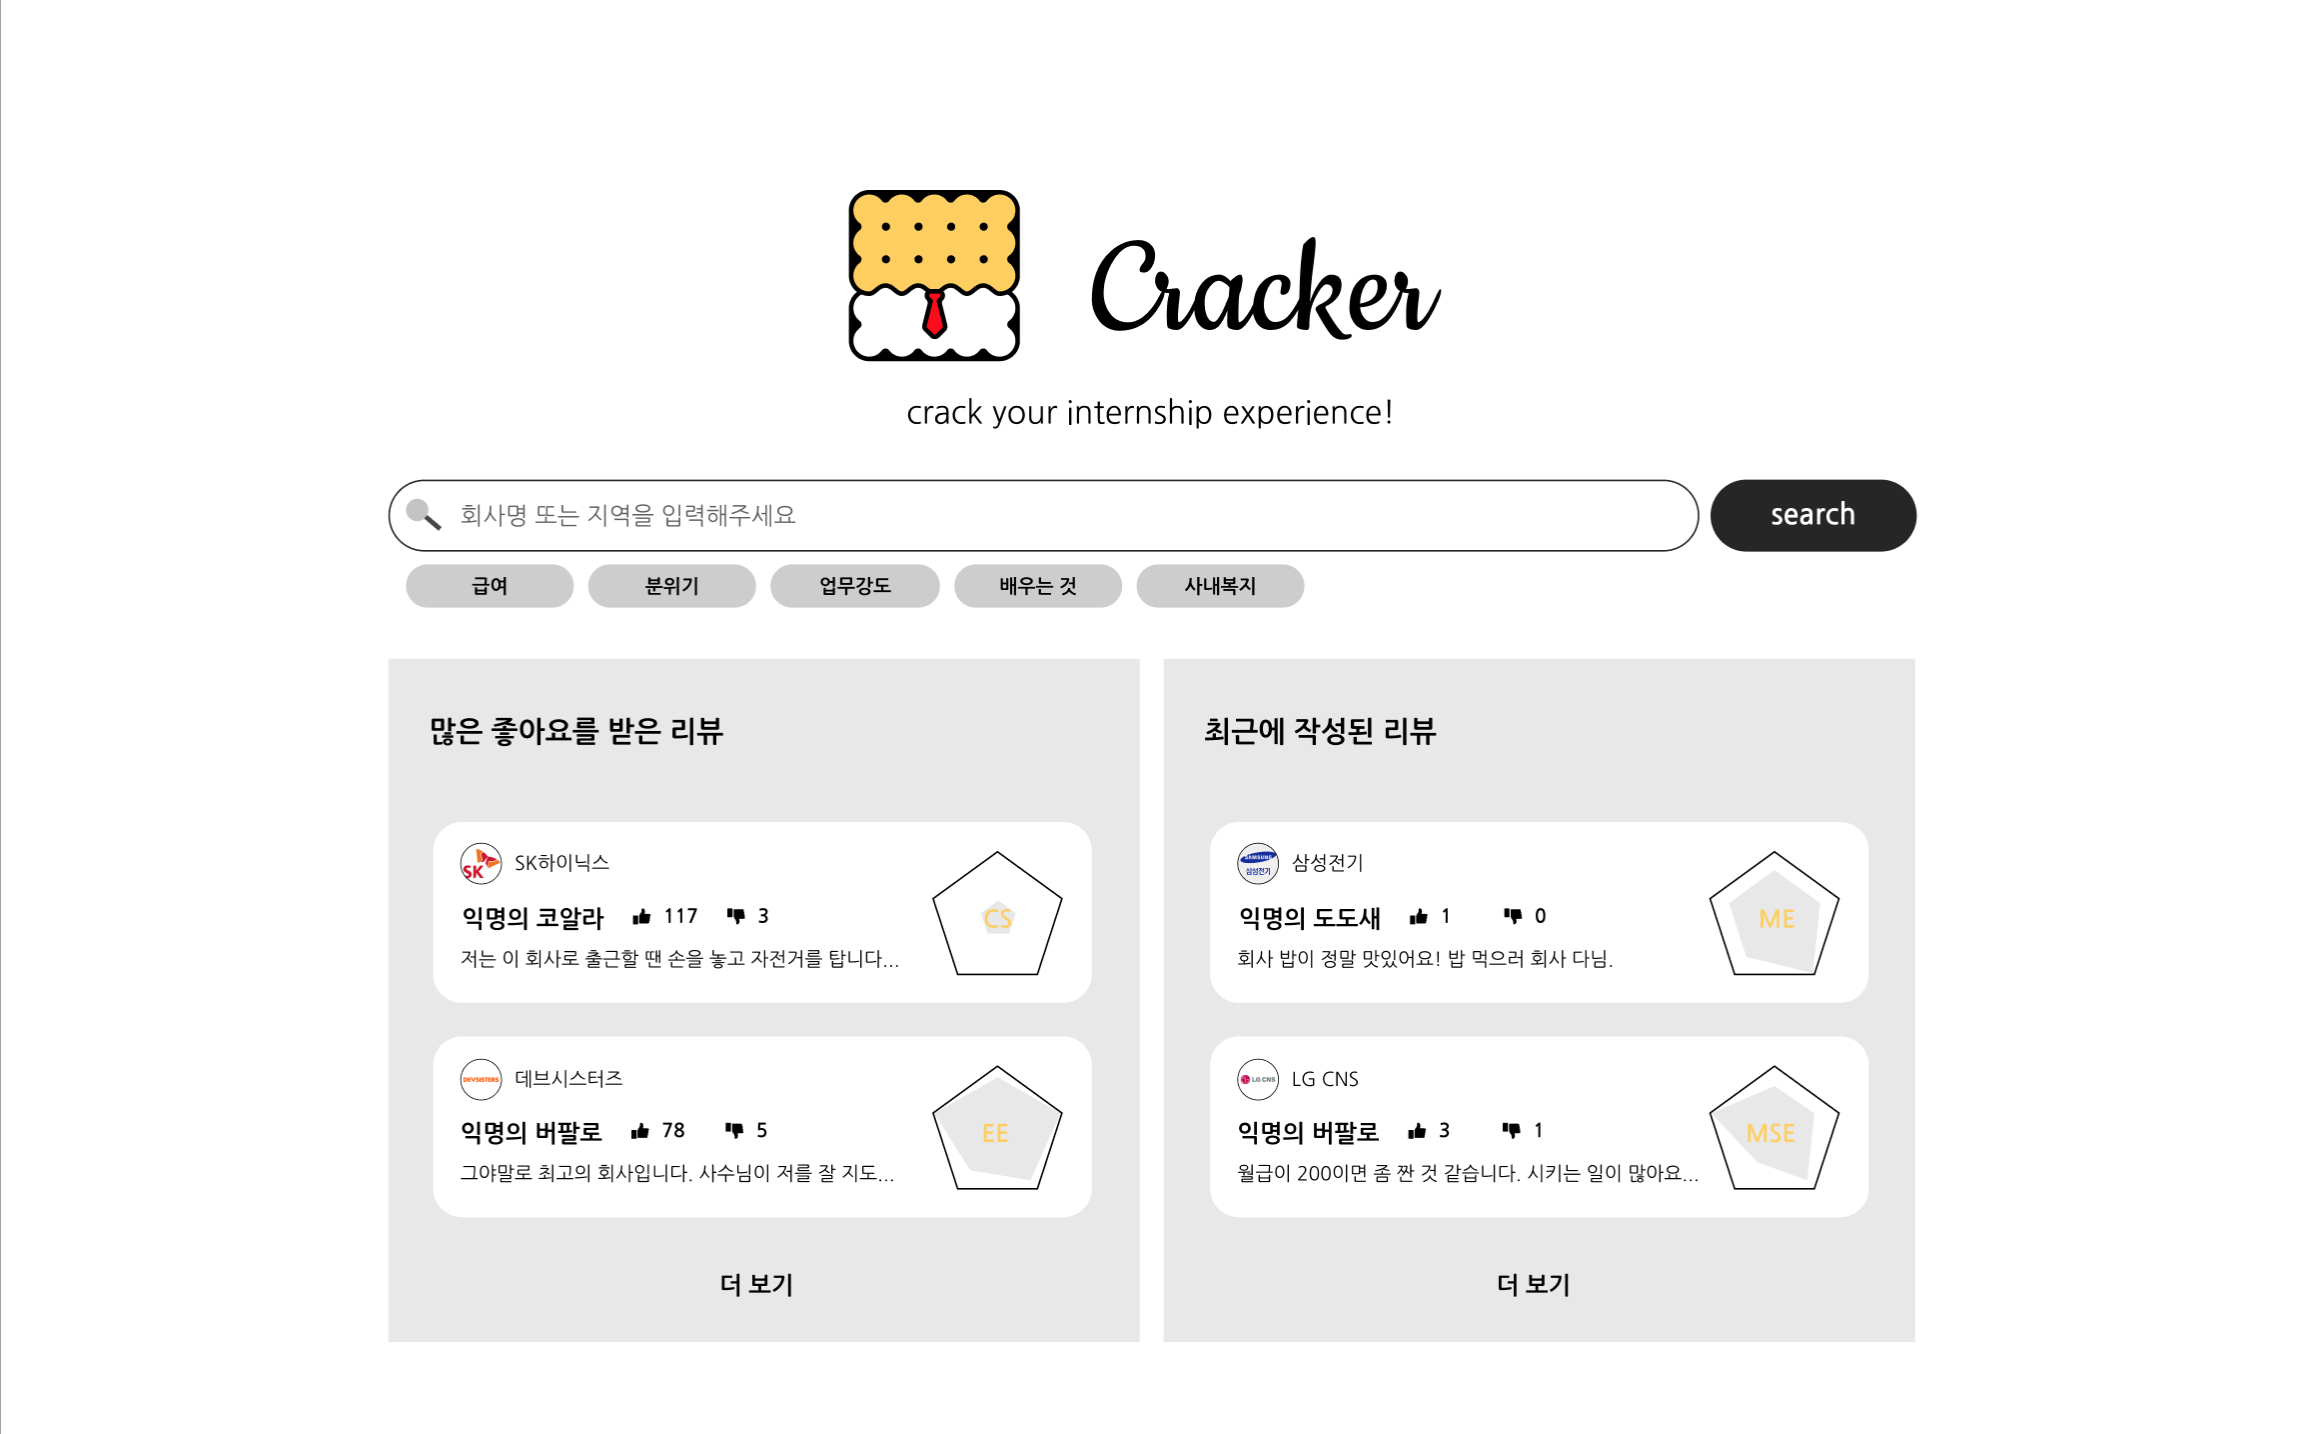 Cracker
crack your internship experience!
회사명 또는 지역을 입력해주세요
search
급여
분위기
업무강도
배우는 것
사내복지
많은 좋아요를 받은 리뷰
SK
SK하이닉스
익명의 코알라 117 3
저는 이 회사로 출근할 땐 손을 놓고 자전거를 탑니다...
CS
DEVSISTERS
데브시스터즈
익명의 버팔로 78 5
그야말로 최고의 회사입니다. 사수님이 저를 잘 지도...
EE
더 보기
최근에 작성된 리뷰
SAMSUNG
삼성전기
삼성전기
익명의 도도새 1 0
회사 밥이 정말 맛있어요! 밥 먹으러 회사 다님.
ME
LG CNS
LG CNS
익명의 버팔로 3 1
월급이 200이면 좀 짠 것 같습니다. 시키는 일이 많아요...
MSE
더 보기